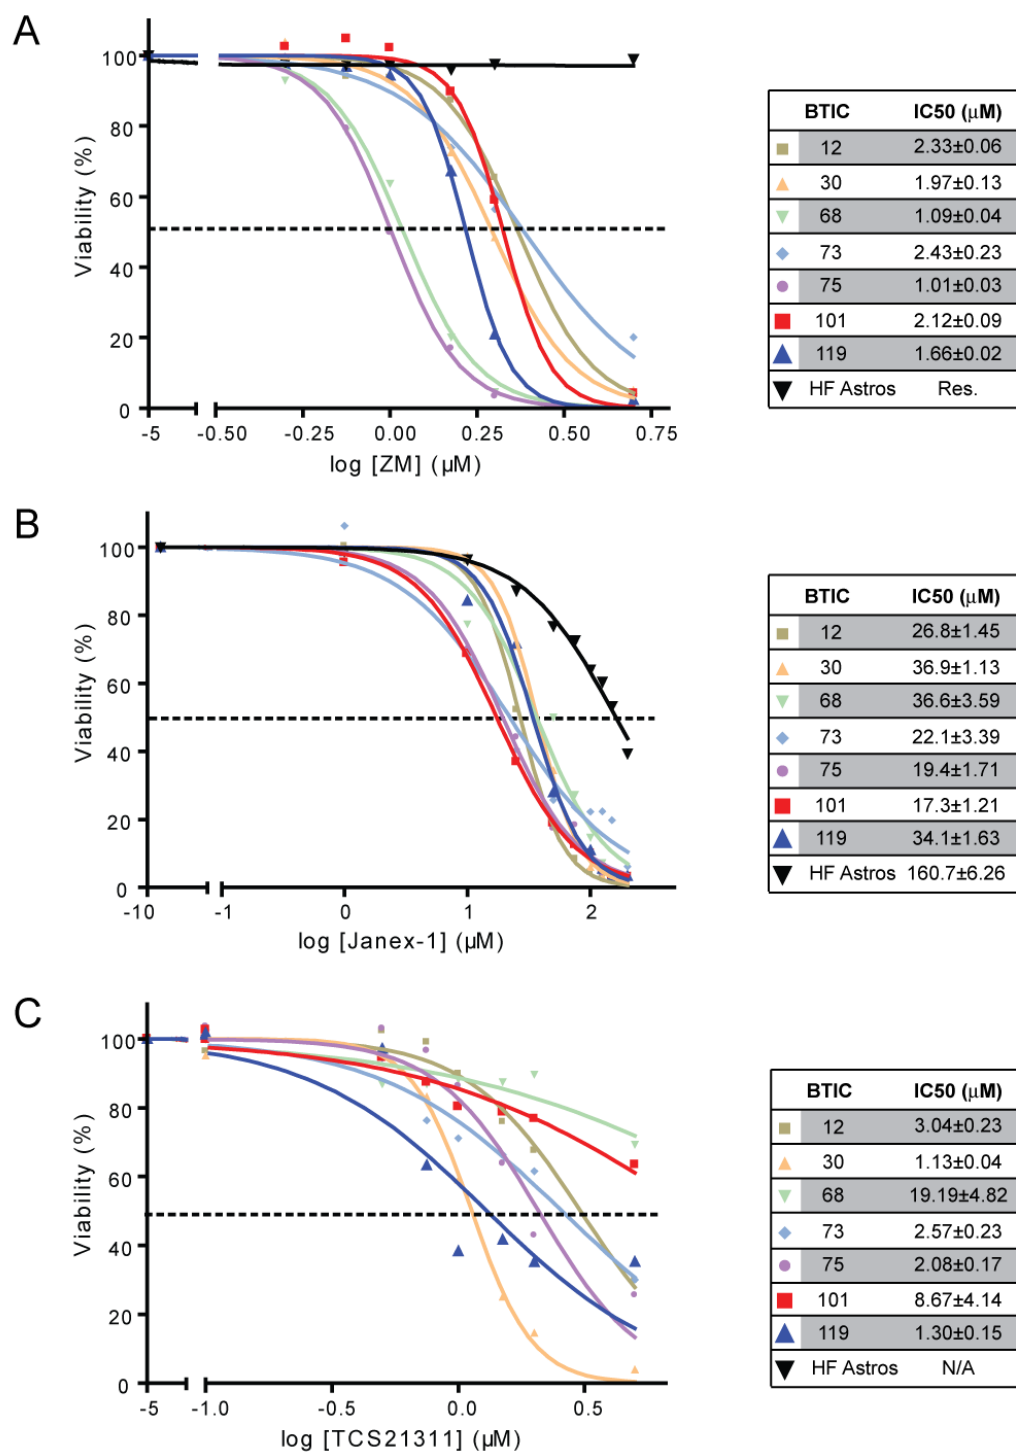 A
100
80
60
40
20
0
Viability (%)
-5 -0.50 -0.25 0.00 0.25 0.50 0.75
log [ZM] (µM)
BTIC IC50 (µM)
12 2.33±0.06
30 1.97±0.13
68 1.09±0.04
73 2.43±0.23
75 1.01±0.03
101 2.12±0.09
119 1.66±0.02
HF Astros Res.
B
100
80
60
40
20
0
Viability (%)
-10 -1 0 1 2
log [Janex-1] (µM)
BTIC IC50 (µM)
12 26.8±1.45
30 36.9±1.13
68 36.6±3.59
73 22.1±3.39
75 19.4±1.71
101 17.3±1.21
119 34.1±1.63
HF Astros 160.7±6.26
C
100
80
60
40
20
0
Viability (%)
-5 -1.0 -0.5 0.0 0.5
log [TCS21311] (µM)
BTIC IC50 (µM)
12 3.04±0.23
30 1.13±0.04
68 19.19±4.82
73 2.57±0.23
75 2.08±0.17
101 8.67±4.14
119 1.30±0.15
HF Astros N/A